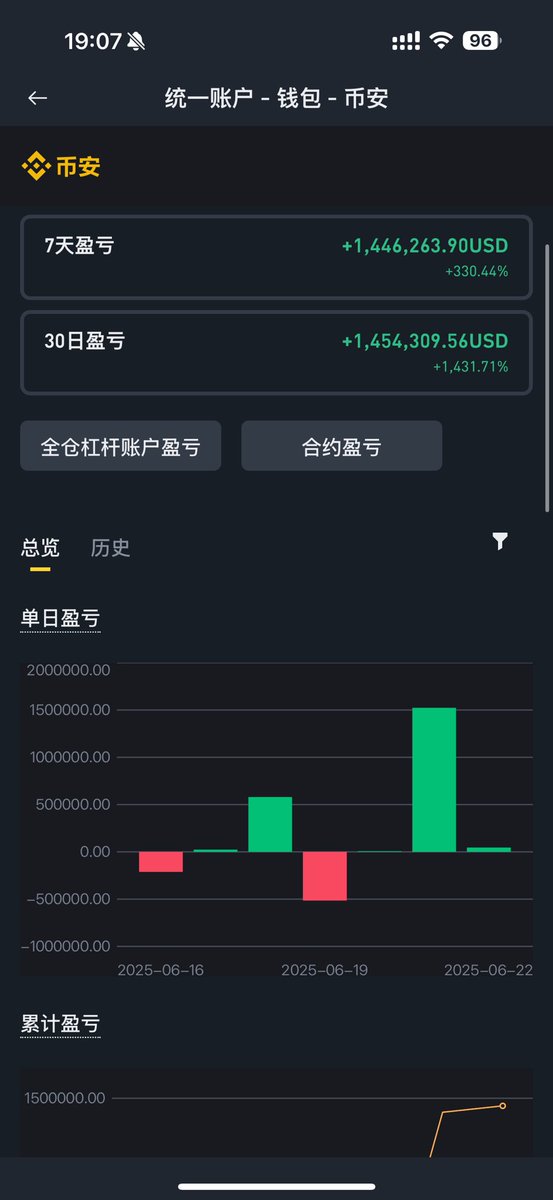 19:07
96
统一账户 - 钱包 - 币安
币安
7天盈亏
+1,446,263.90USD
+330.44%
30日盈亏
+1,454,309.56USD
+1,431.71%
全仓杠杆账户盈亏 合约盈亏
总览 历史
单日盈亏
2000000.00
1500000.00
1000000.00
500000.00
0.00
-500000.00
-1000000.00
2025-06-16 2025-06-19 2025-06-22
累计盈亏
1500000.00